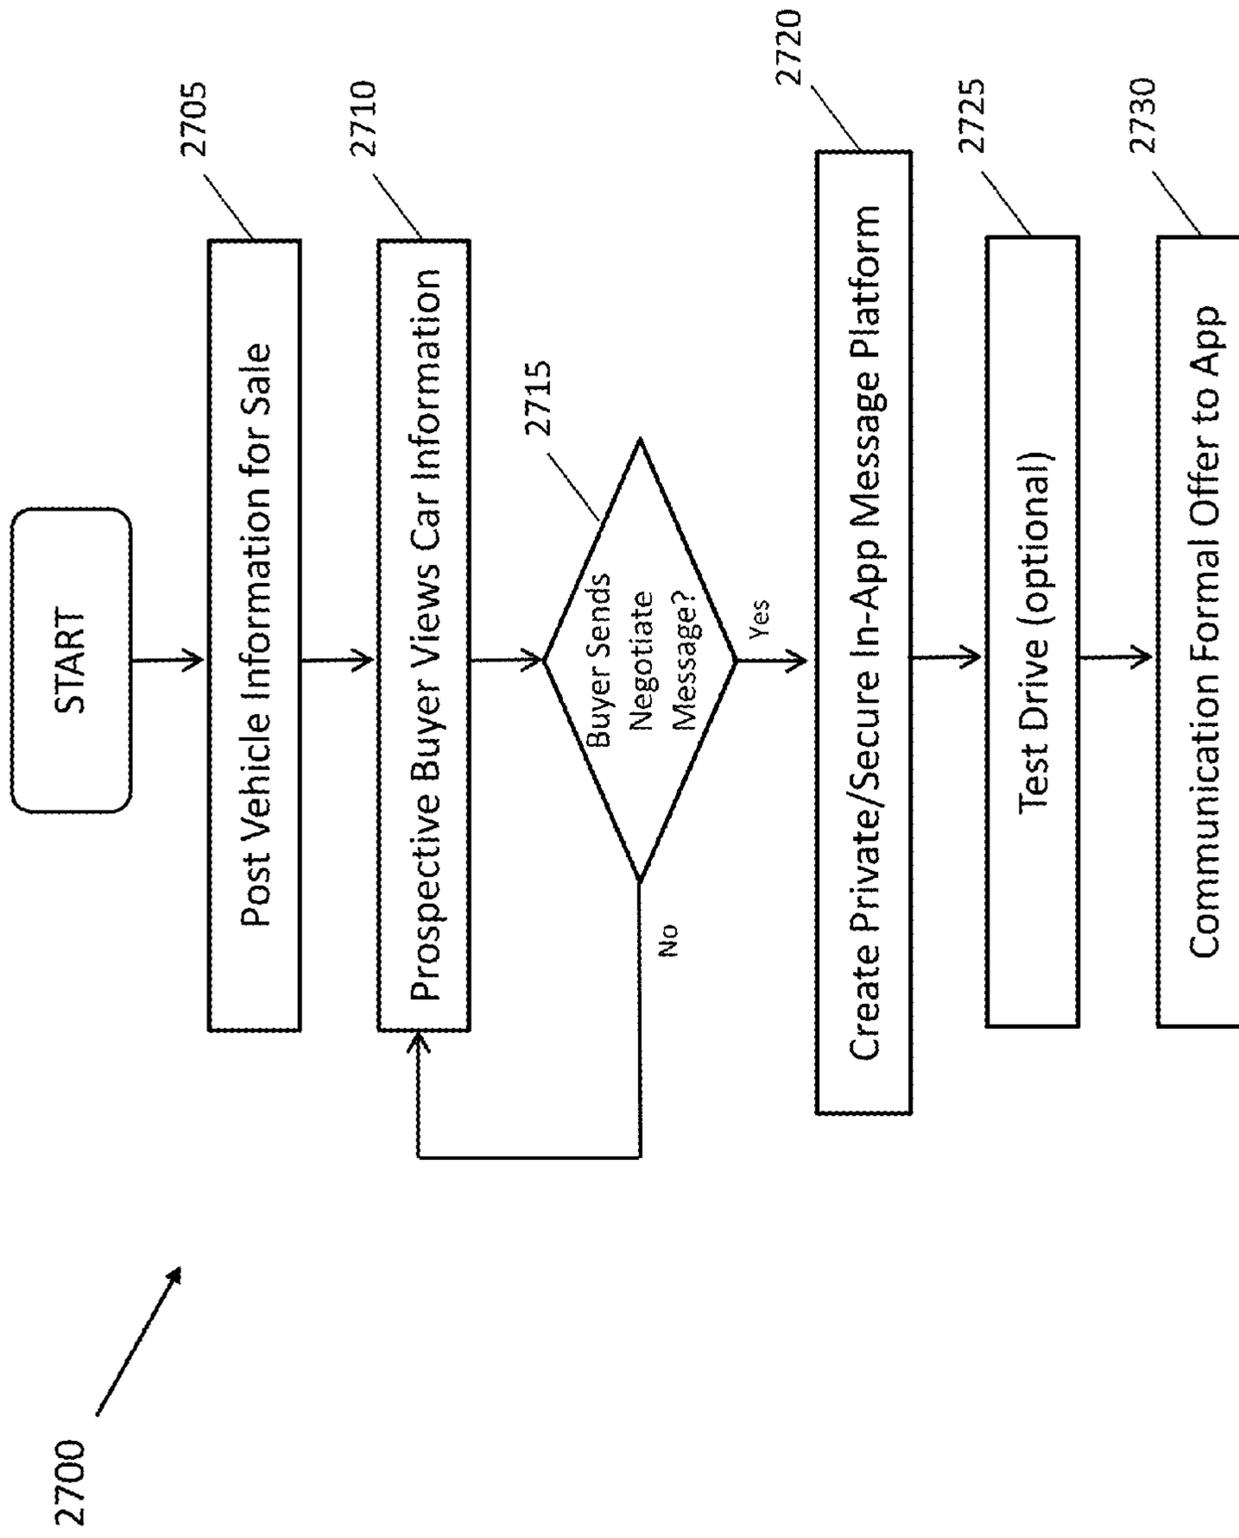 2700
START
2705
Post Vehicle Information for Sale
2710
Prospective Buyer Views Car Information
2715
Buyer Sends
Negotiate
Message?
No
Yes
2720
Create Private/Secure In-App Message Platform
2725
Test Drive (optional)
2730
Communication Formal Offer to App